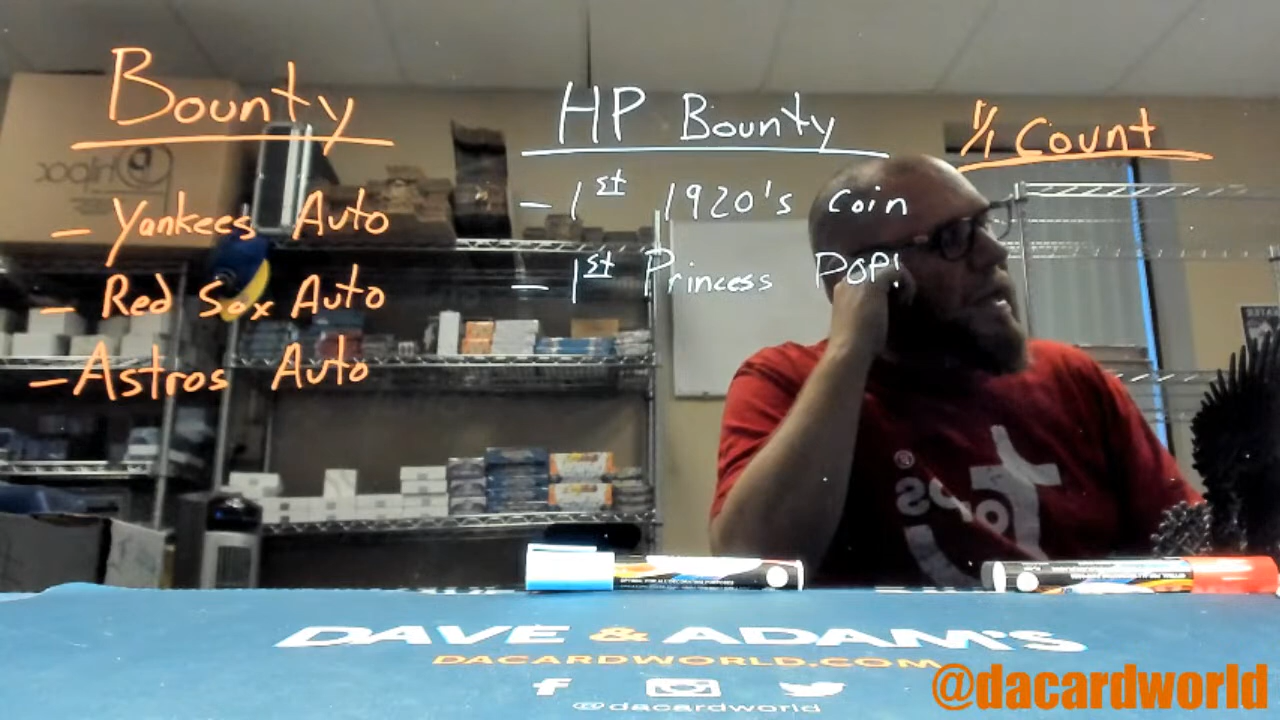 Bounty
- Yankees Auto
- Red Sox Auto
- Astros Auto
HP Bounty
- 1st 1920's Coin
- 1st Princess POP!
1/1 Count
topps®
DAVE & ADAM'S
DACARDWORLD.COM
@dacardworld
@dacardworld